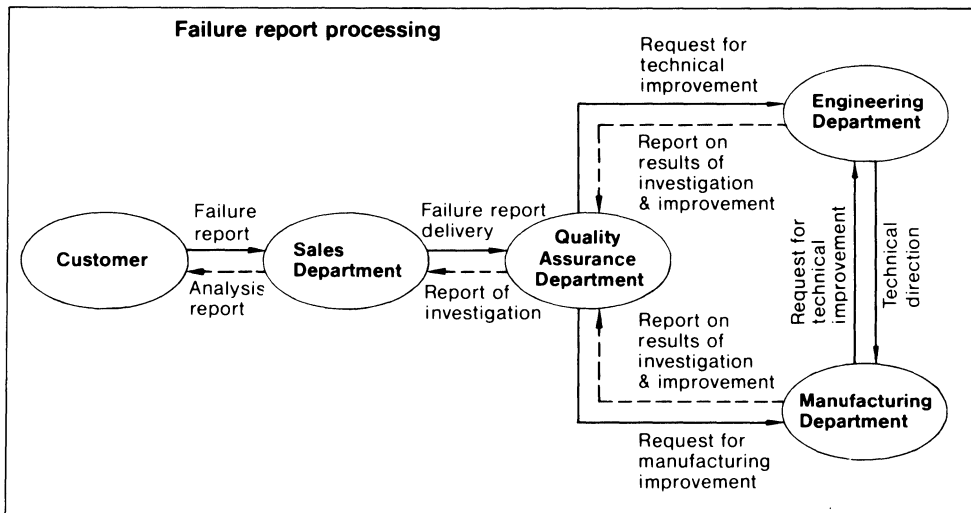 Failure report processing
Request for
technical
improvement
Engineering
Department
Report on
results of
investigation
& improvement
Failure
report
Failure report
delivery
Customer
Sales
Department
Quality
Assurance
Department
Analysis
report
Report of
investigation
Request for
technical
improvement
Technical
direction
Report on
results of
investigation
& improvement
Manufacturing
Department
Request for
manufacturing
improvement